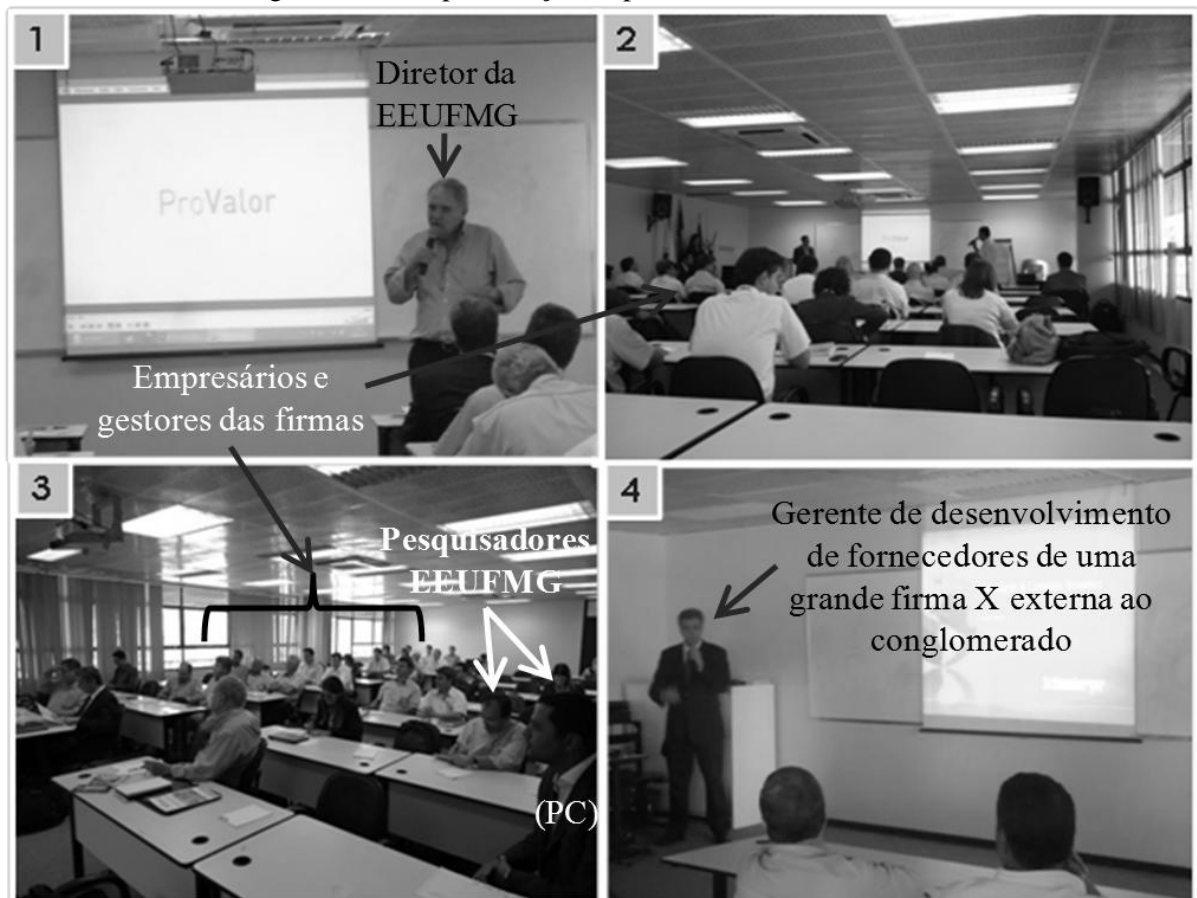 1
Diretor da
EEUFMG
ProValor
Empresários e
gestores das firmas
2
3
Pesquisadores
EEUFMG
(PC)
4
Gerente de desenvolvimento
de fornecedores de uma
grande firma X externa ao
conglomerado